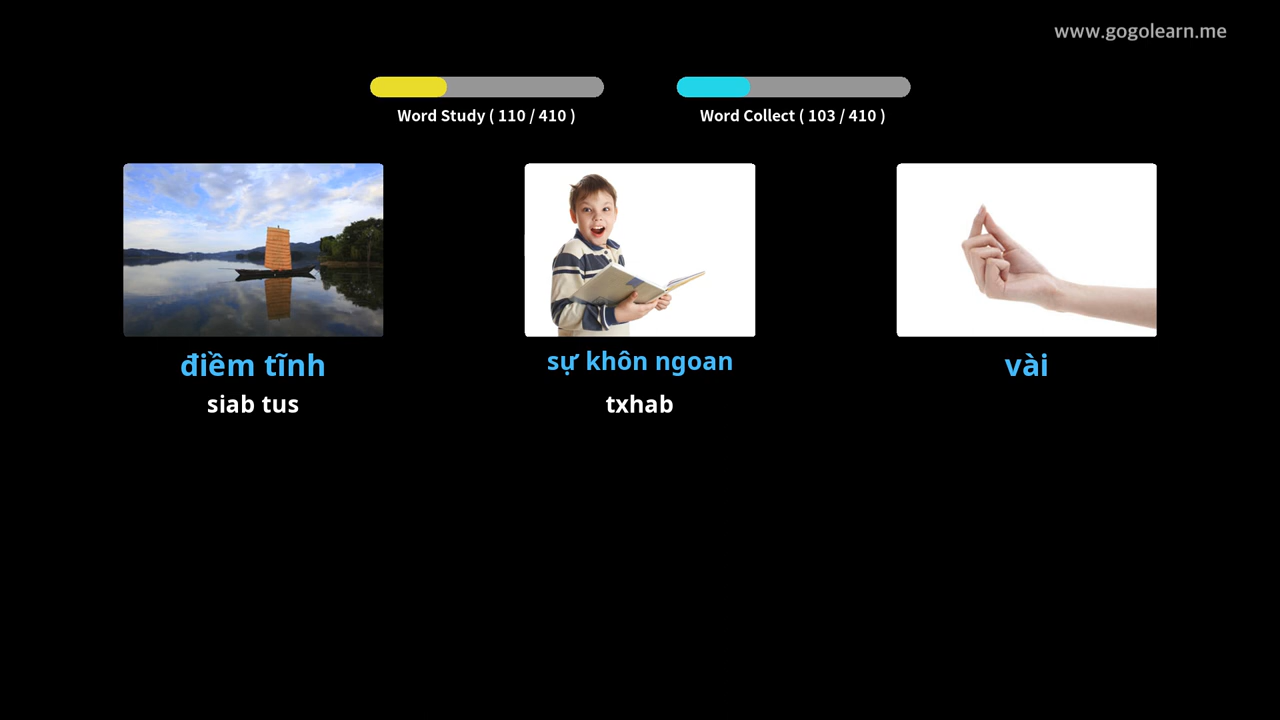 www.gogolearn.me
Word Study ( 110 / 410 )
Word Collect ( 103 / 410 )
điềm tĩnh
siab tus
sự khôn ngoan
txhab
vài